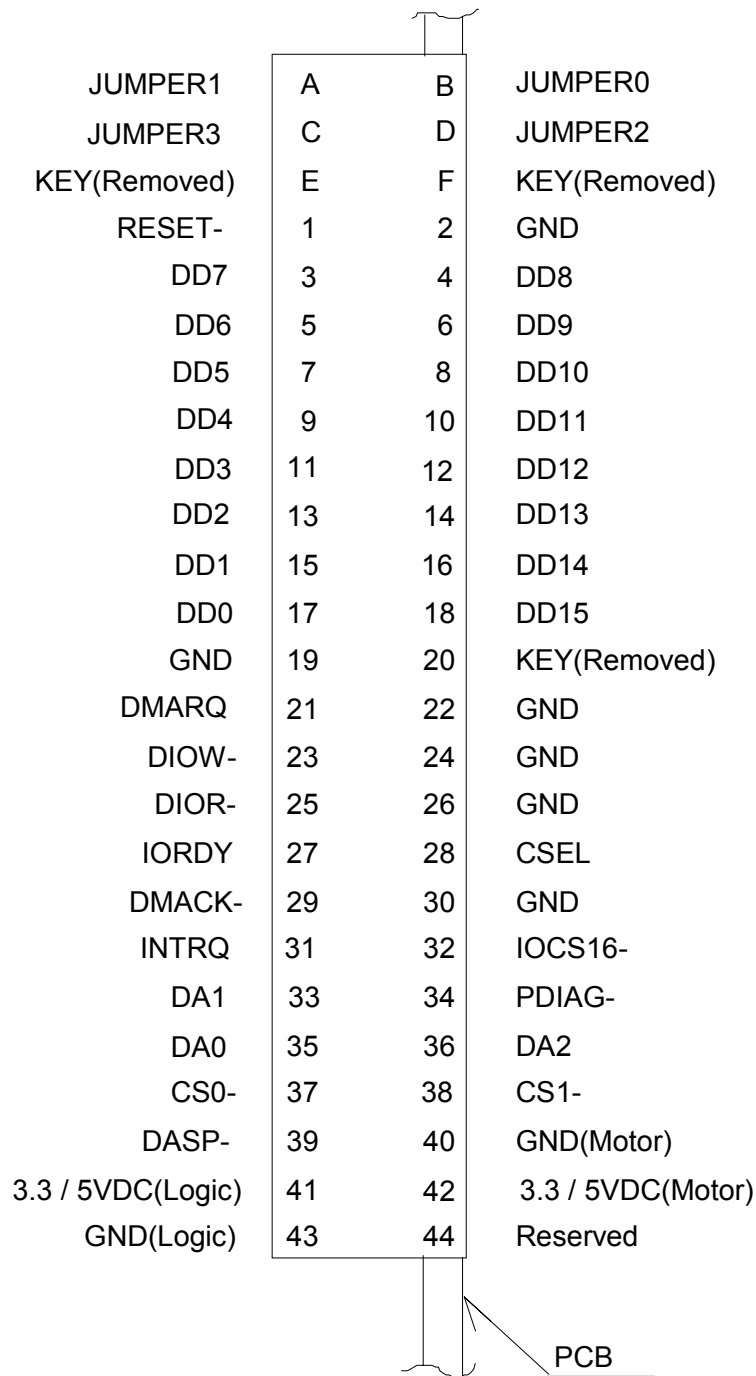 JUMPER1 A B JUMPER0
JUMPER3 C D JUMPER2
KEY(Removed) E F KEY(Removed)
RESET- 1 2 GND
DD7 3 4 DD8
DD6 5 6 DD9
DD5 7 8 DD10
DD4 9 10 DD11
DD3 11 12 DD12
DD2 13 14 DD13
DD1 15 16 DD14
DD0 17 18 DD15
GND 19 20 KEY(Removed)
DMARQ 21 22 GND
DIOW- 23 24 GND
DIOR- 25 26 GND
IORDY 27 28 CSEL
DMACK- 29 30 GND
INTRQ 31 32 IOCS16-
DA1 33 34 PDIAG-
DA0 35 36 DA2
CS0- 37 38 CS1-
DASP- 39 40 GND(Motor)
3.3 / 5VDC(Logic) 41 42 3.3 / 5VDC(Motor)
GND(Logic) 43 44 Reserved
PCB